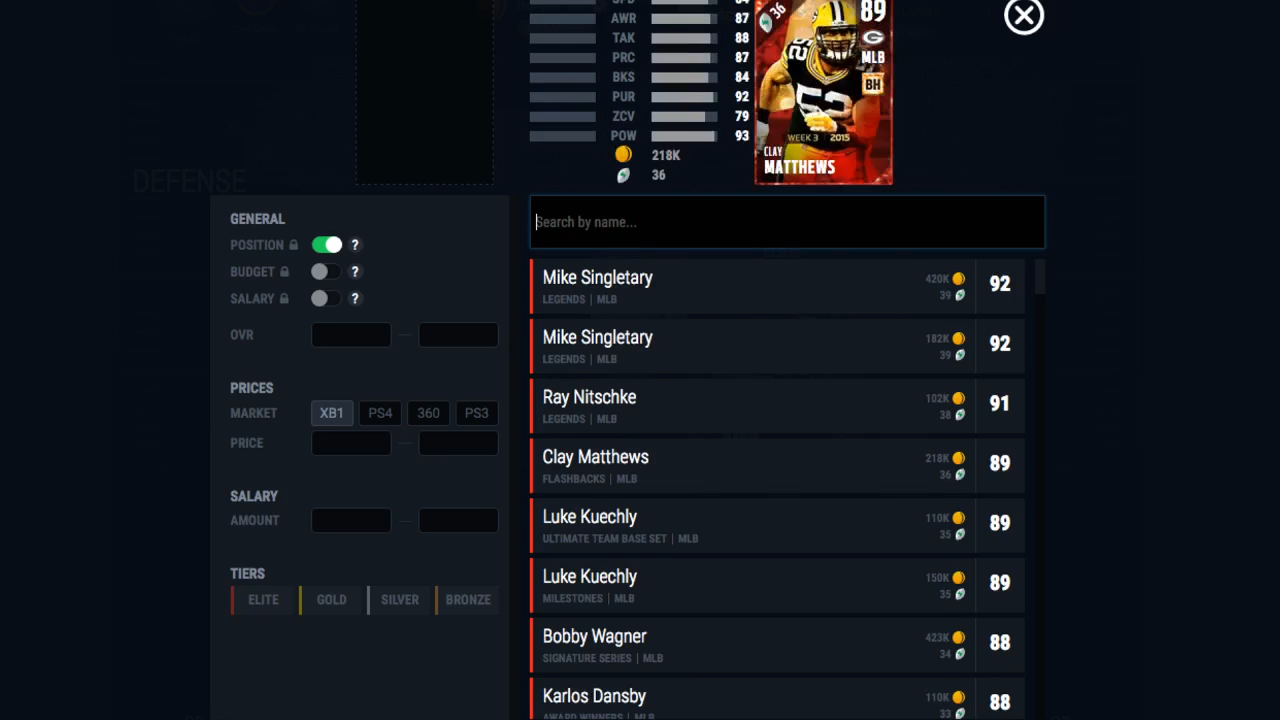 AWR 87
TAK 88
PRC 87
BKS 84
PUR 92
ZCV 79
POW 93
218K
36
36
89
G
MLB
BH
52
WEEK 3 | 2015
CLAY
MATTHEWS
DEFENSE
GENERAL
POSITION ?
BUDGET ?
SALARY ?
OVR —
PRICES
MARKET XB1 PS4 360 PS3
PRICE —
SALARY
AMOUNT —
TIERS
ELITE GOLD SILVER BRONZE
Search by name...
Mike Singletary
LEGENDS | MLB
420K
39
92
Mike Singletary
LEGENDS | MLB
182K
39
92
Ray Nitschke
LEGENDS | MLB
102K
38
91
Clay Matthews
FLASHBACKS | MLB
218K
36
89
Luke Kuechly
ULTIMATE TEAM BASE SET | MLB
110K
35
89
Luke Kuechly
MILESTONES | MLB
150K
35
89
Bobby Wagner
SIGNATURE SERIES | MLB
423K
34
88
Karlos Dansby
AWARD WINNERS | MLB
110K
33
88